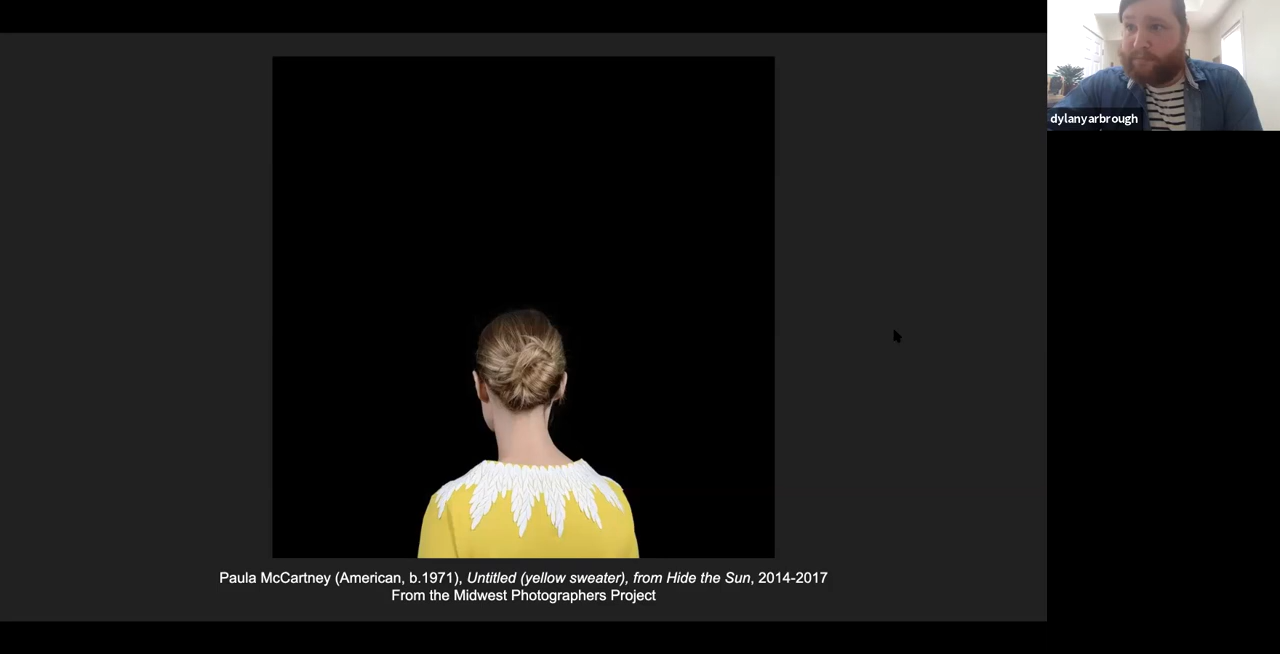 dylanyarbrough
Paula McCartney (American, b.1971), Untitled (yellow sweater), from Hide the Sun, 2014-2017
From the Midwest Photographers Project